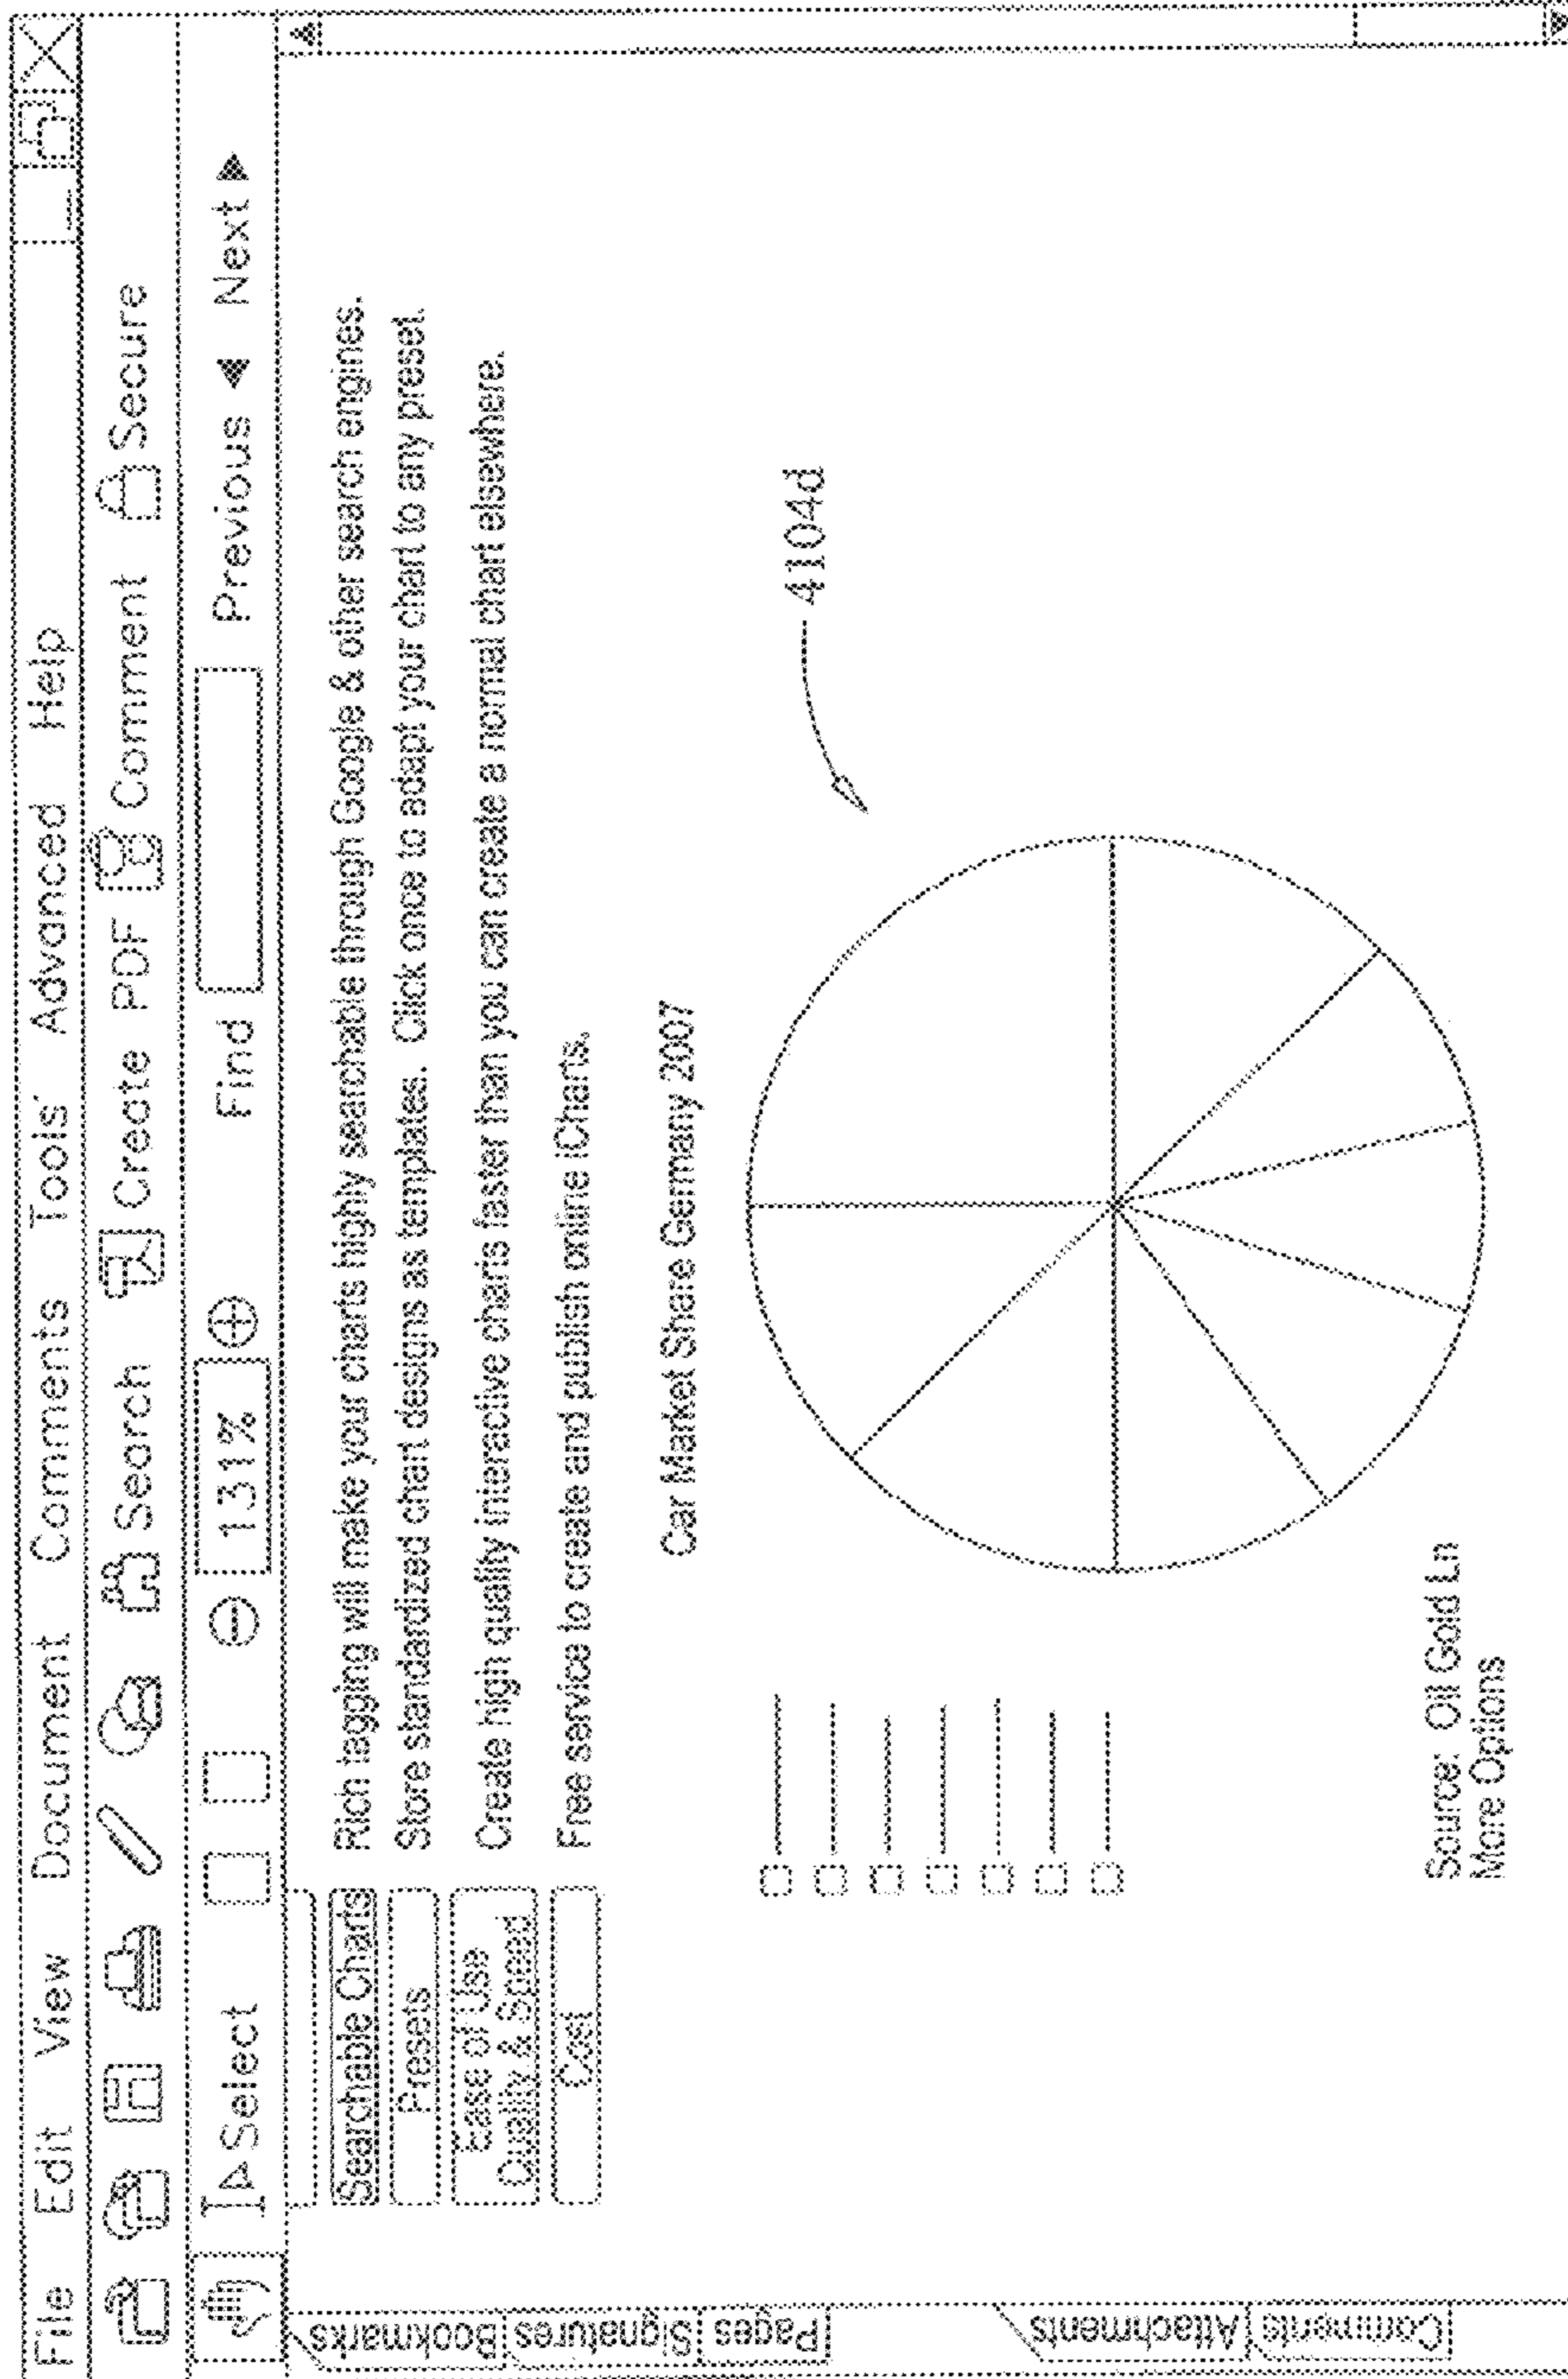 File Edit View Document Comments Tools' Advanced Help
Search Create PDF Comment Secure
Select 131% Find Previous Next
Bookmarks
Signatures
Pages
Attachments
Comments
Searchable Charts Rich tagging will make your charts highly searchable through Google & other search engines.
Presets Store standardized chart designs as templates. Click once to adapt your chart to any preset.
Ease of Use
Quality & Speed Create high quality interactive charts faster than you can create a normal chart elsewhere.
Cost Free service to create and publish online iCharts.
Car Market Share Germany 2007
4104d
Source: Oil Gold Ln
More Options